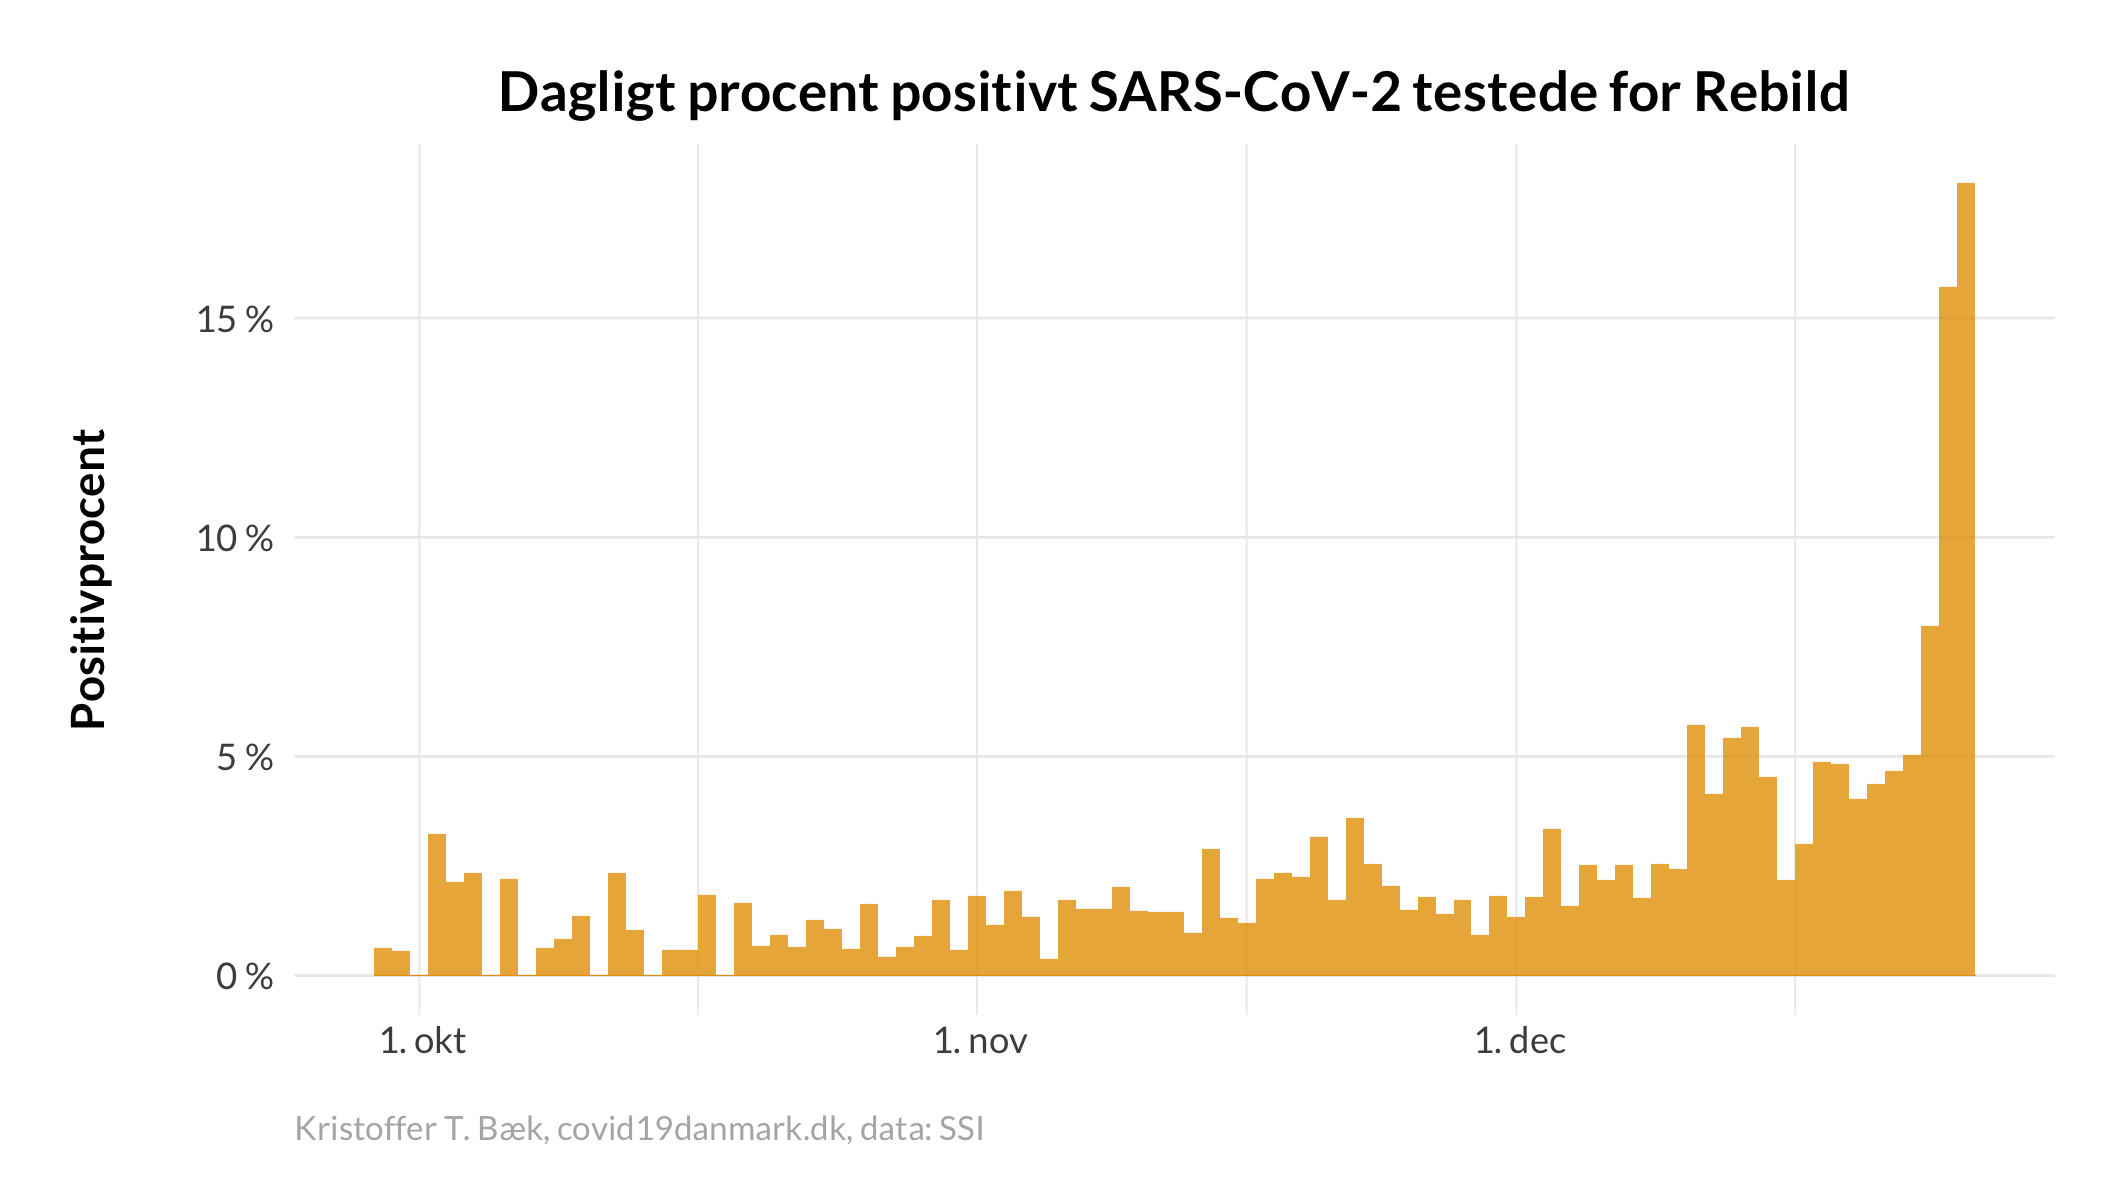 Dagligt procent positivt SARS-CoV-2 testede for Rebild
Positivprocent
15 %
10 %
5 %
0 %
1. okt
1. nov
1. dec
Kristoffer T. Bæk, covid19danmark.dk, data: SSI